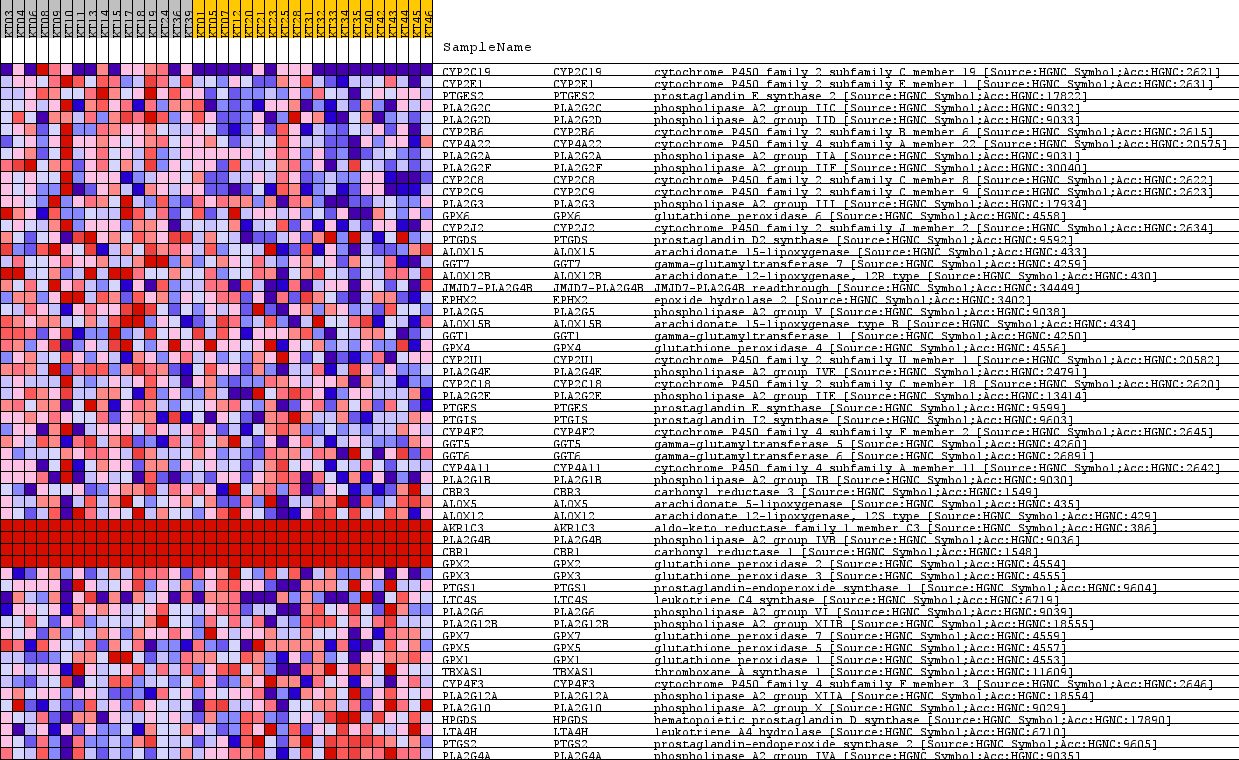 KT03 KT04 KT06 KT08 KT09 KT10 KT11 KT13 KT14 KT15 KT17 KT18 KT19 KT24 KT36 KT39 KT01 KT05 KT07 KT12 KT20 KT21 KT23 KT25 KT28 KT31 KT32 KT33 KT34 KT35 KT40 KT42 KT43 KT44 KT45 KT46
SampleName
CYP2C19 CYP2C19 cytochrome P450 family 2 subfamily C member 19 [Source:HGNC Symbol;Acc:HGNC:2621]
CYP2E1 CYP2E1 cytochrome P450 family 2 subfamily E member 1 [Source:HGNC Symbol;Acc:HGNC:2631]
PTGES2 PTGES2 prostaglandin E synthase 2 [Source:HGNC Symbol;Acc:HGNC:17822]
PLA2G2C PLA2G2C phospholipase A2 group IIC [Source:HGNC Symbol;Acc:HGNC:9032]
PLA2G2D PLA2G2D phospholipase A2 group IID [Source:HGNC Symbol;Acc:HGNC:9033]
CYP2B6 CYP2B6 cytochrome P450 family 2 subfamily B member 6 [Source:HGNC Symbol;Acc:HGNC:2615]
CYP4A22 CYP4A22 cytochrome P450 family 4 subfamily A member 22 [Source:HGNC Symbol;Acc:HGNC:20575]
PLA2G2A PLA2G2A phospholipase A2 group IIA [Source:HGNC Symbol;Acc:HGNC:9031]
PLA2G2F PLA2G2F phospholipase A2 group IIF [Source:HGNC Symbol;Acc:HGNC:30040]
CYP2C8 CYP2C8 cytochrome P450 family 2 subfamily C member 8 [Source:HGNC Symbol;Acc:HGNC:2622]
CYP2C9 CYP2C9 cytochrome P450 family 2 subfamily C member 9 [Source:HGNC Symbol;Acc:HGNC:2623]
PLA2G3 PLA2G3 phospholipase A2 group III [Source:HGNC Symbol;Acc:HGNC:17934]
GPX6 GPX6 glutathione peroxidase 6 [Source:HGNC Symbol;Acc:HGNC:4558]
CYP2J2 CYP2J2 cytochrome P450 family 2 subfamily J member 2 [Source:HGNC Symbol;Acc:HGNC:2634]
PTGDS PTGDS prostaglandin D2 synthase [Source:HGNC Symbol;Acc:HGNC:9592]
ALOX15 ALOX15 arachidonate 15-lipoxygenase [Source:HGNC Symbol;Acc:HGNC:433]
GGT7 GGT7 gamma-glutamyltransferase 7 [Source:HGNC Symbol;Acc:HGNC:4259]
ALOX12B ALOX12B arachidonate 12-lipoxygenase, 12R type [Source:HGNC Symbol;Acc:HGNC:430]
JMJD7-PLA2G4B JMJD7-PLA2G4B JMJD7-PLA2G4B readthrough [Source:HGNC Symbol;Acc:HGNC:34449]
EPHX2 EPHX2 epoxide hydrolase 2 [Source:HGNC Symbol;Acc:HGNC:3402]
PLA2G5 PLA2G5 phospholipase A2 group V [Source:HGNC Symbol;Acc:HGNC:9038]
ALOX15B ALOX15B arachidonate 15-lipoxygenase type B [Source:HGNC Symbol;Acc:HGNC:434]
GGT1 GGT1 gamma-glutamyltransferase 1 [Source:HGNC Symbol;Acc:HGNC:4250]
GPX4 GPX4 glutathione peroxidase 4 [Source:HGNC Symbol;Acc:HGNC:4556]
CYP2U1 CYP2U1 cytochrome P450 family 2 subfamily U member 1 [Source:HGNC Symbol;Acc:HGNC:20582]
PLA2G4E PLA2G4E phospholipase A2 group IVE [Source:HGNC Symbol;Acc:HGNC:24791]
CYP2C18 CYP2C18 cytochrome P450 family 2 subfamily C member 18 [Source:HGNC Symbol;Acc:HGNC:2620]
PLA2G2E PLA2G2E phospholipase A2 group IIE [Source:HGNC Symbol;Acc:HGNC:13414]
PTGES PTGES prostaglandin E synthase [Source:HGNC Symbol;Acc:HGNC:9599]
PTGIS PTGIS prostaglandin I2 synthase [Source:HGNC Symbol;Acc:HGNC:9603]
CYP4F2 CYP4F2 cytochrome P450 family 4 subfamily F member 2 [Source:HGNC Symbol;Acc:HGNC:2645]
GGT5 GGT5 gamma-glutamyltransferase 5 [Source:HGNC Symbol;Acc:HGNC:4260]
GGT6 GGT6 gamma-glutamyltransferase 6 [Source:HGNC Symbol;Acc:HGNC:26891]
CYP4A11 CYP4A11 cytochrome P450 family 4 subfamily A member 11 [Source:HGNC Symbol;Acc:HGNC:2642]
PLA2G1B PLA2G1B phospholipase A2 group IB [Source:HGNC Symbol;Acc:HGNC:9030]
CBR3 CBR3 carbonyl reductase 3 [Source:HGNC Symbol;Acc:HGNC:1549]
ALOX5 ALOX5 arachidonate 5-lipoxygenase [Source:HGNC Symbol;Acc:HGNC:435]
ALOX12 ALOX12 arachidonate 12-lipoxygenase, 12S type [Source:HGNC Symbol;Acc:HGNC:429]
AKR1C3 AKR1C3 aldo-keto reductase family 1 member C3 [Source:HGNC Symbol;Acc:HGNC:386]
PLA2G4B PLA2G4B phospholipase A2 group IVB [Source:HGNC Symbol;Acc:HGNC:9036]
CBR1 CBR1 carbonyl reductase 1 [Source:HGNC Symbol;Acc:HGNC:1548]
GPX2 GPX2 glutathione peroxidase 2 [Source:HGNC Symbol;Acc:HGNC:4554]
GPX3 GPX3 glutathione peroxidase 3 [Source:HGNC Symbol;Acc:HGNC:4555]
PTGS1 PTGS1 prostaglandin-endoperoxide synthase 1 [Source:HGNC Symbol;Acc:HGNC:9604]
LTC4S LTC4S leukotriene C4 synthase [Source:HGNC Symbol;Acc:HGNC:6719]
PLA2G6 PLA2G6 phospholipase A2 group VI [Source:HGNC Symbol;Acc:HGNC:9039]
PLA2G12B PLA2G12B phospholipase A2 group XIIB [Source:HGNC Symbol;Acc:HGNC:18555]
GPX7 GPX7 glutathione peroxidase 7 [Source:HGNC Symbol;Acc:HGNC:4559]
GPX5 GPX5 glutathione peroxidase 5 [Source:HGNC Symbol;Acc:HGNC:4557]
GPX1 GPX1 glutathione peroxidase 1 [Source:HGNC Symbol;Acc:HGNC:4553]
TBXAS1 TBXAS1 thromboxane A synthase 1 [Source:HGNC Symbol;Acc:HGNC:11609]
CYP4F3 CYP4F3 cytochrome P450 family 4 subfamily F member 3 [Source:HGNC Symbol;Acc:HGNC:2646]
PLA2G12A PLA2G12A phospholipase A2 group XIIA [Source:HGNC Symbol;Acc:HGNC:18554]
PLA2G10 PLA2G10 phospholipase A2 group X [Source:HGNC Symbol;Acc:HGNC:9029]
HPGDS HPGDS hematopoietic prostaglandin D synthase [Source:HGNC Symbol;Acc:HGNC:17890]
LTA4H LTA4H leukotriene A4 hydrolase [Source:HGNC Symbol;Acc:HGNC:6710]
PTGS2 PTGS2 prostaglandin-endoperoxide synthase 2 [Source:HGNC Symbol;Acc:HGNC:9605]
PLA2G4A PLA2G4A phospholipase A2 group IVA [Source:HGNC Symbol;Acc:HGNC:9035]